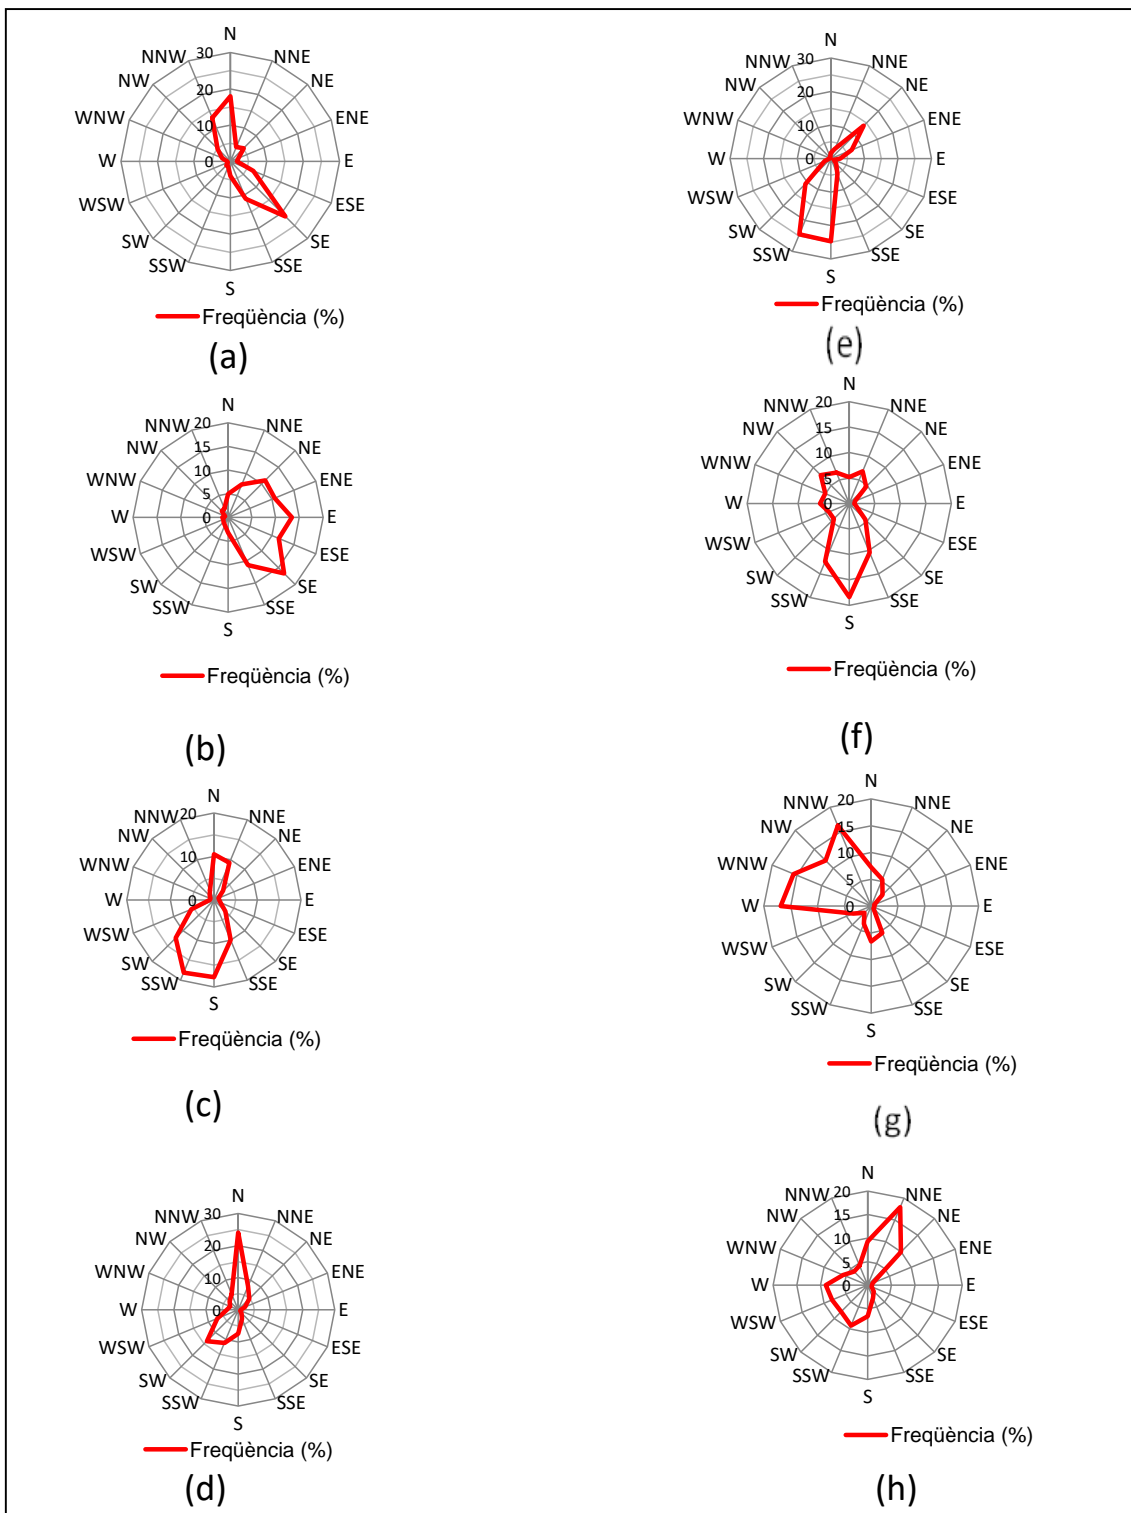 N
NNW 30 NNE
NW NE
20
WNW ENE
10
W 0 E
WSW ESE
SW SE
SSW SSE
S
Freqüència (%)
(a)
N
NNW 20 NNE
NW 15 NE
WNW 10 ENE
5
W 0 E
WSW ESE
SW SE
SSW SSE
S
Freqüència (%)
(b)
N
NNW 20 NNE
NW NE
WNW 10 ENE
W 0 E
WSW ESE
SW SE
SSW SSE
S
Freqüència (%)
(c)
N
NNW 30 NNE
NW NE
20
WNW ENE
10
W 0 E
WSW ESE
SW SE
SSW SSE
S
Freqüència (%)
(d)
N
NNW 30 NNE
NW NE
20
WNW ENE
10
W 0 E
WSW ESE
SW SE
SSW SSE
S
Freqüència (%)
(e)
N
NNW 20 NNE
NW 15 NE
WNW 10 ENE
5
W 0 E
WSW ESE
SW SE
SSW SSE
S
Freqüència (%)
(f)
N
NNW 20 NNE
NW 15 NE
WNW 10 ENE
5
W 0 E
WSW ESE
SW SE
SSW SSE
S
Freqüència (%)
(g)
N
NNW 20 NNE
NW 15 NE
WNW 10 ENE
5
W 0 E
WSW ESE
SW SE
SSW SSE
S
Freqüència (%)
(h)